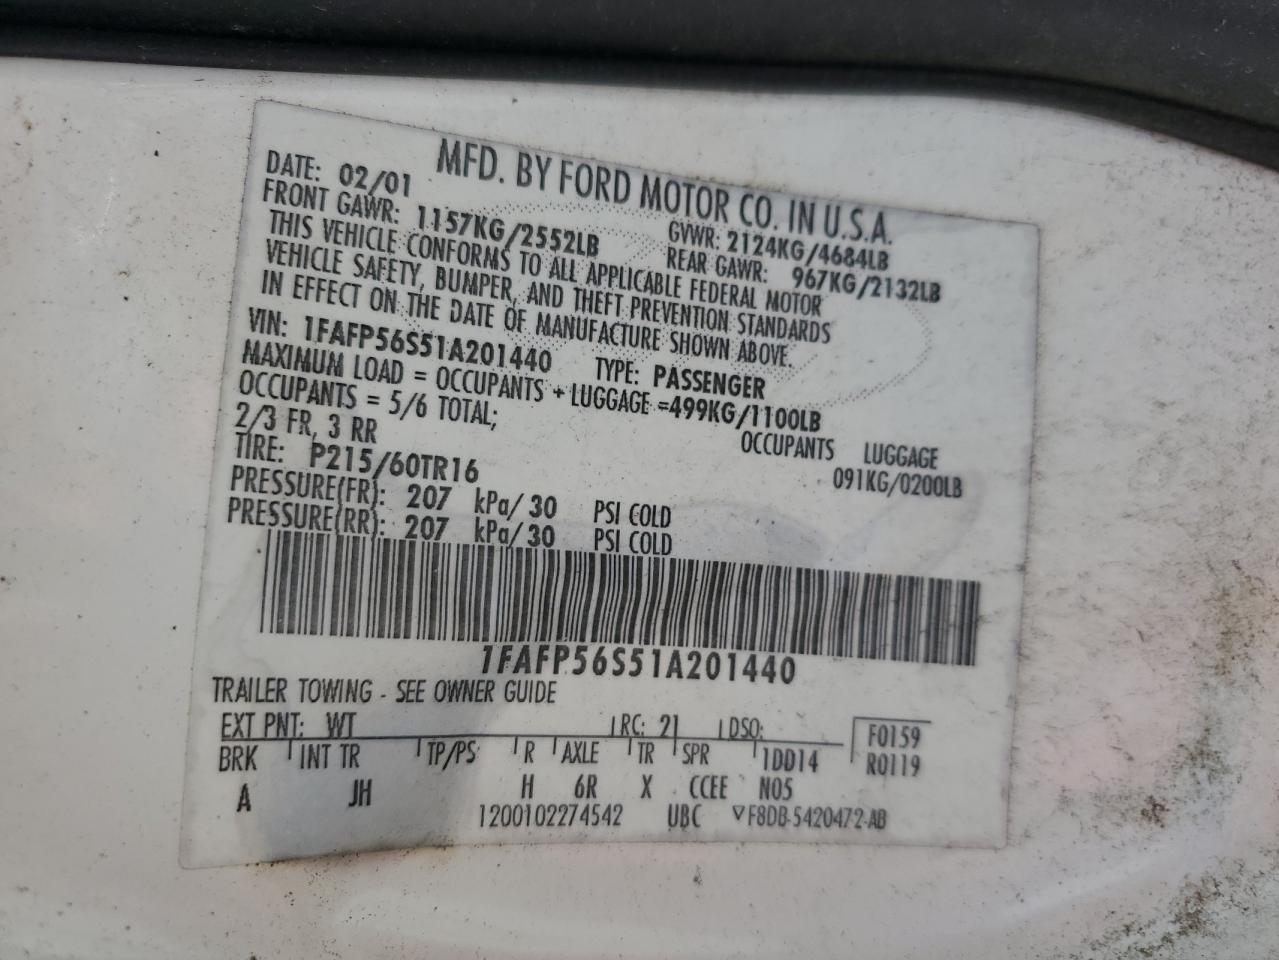 MFD. BY FORD MOTOR CO. IN U.S.A.
DATE: 02/01 GVWR: 2124KG/4684LB
FRONT GAWR: 1157KG/2552LB REAR GAWR: 967KG/2132LB
THIS VEHICLE CONFORMS TO ALL APPLICABLE FEDERAL MOTOR
VEHICLE SAFETY, BUMPER, AND THEFT PREVENTION STANDARDS
IN EFFECT ON THE DATE OF MANUFACTURE SHOWN ABOVE.
VIN: 1FAFP56S51A201440 TYPE: PASSENGER
MAXIMUM LOAD = OCCUPANTS + LUGGAGE =499KG/1100LB
OCCUPANTS = 5/6 TOTAL; OCCUPANTS LUGGAGE
2/3 FR, 3 RR 091KG/0200LB
TIRE: P215/60TR16
PRESSURE(FR): 207 kPa/ 30 PSI COLD
PRESSURE(RR): 207 kPa/ 30 PSI COLD
1FAFP56S51A201440
TRAILER TOWING - SEE OWNER GUIDE
EXT PNT: WT RC: 21 DSO: F0159
BRK INT TR TP/PS R AXLE TR SPR 1DD14 R0119
A JH H 6R X CCEE N05
1200102274542 UBC ▽F8DB-5420472-AB